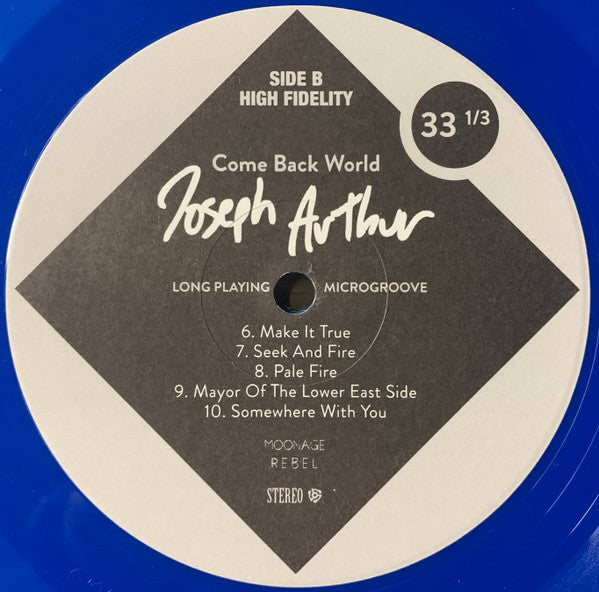 SIDE B
HIGH FIDELITY
33 1/3
Come Back World
Joseph Arthur
LONG PLAYING MICROGROOVE
6. Make It True
7. Seek And Fire
8. Pale Fire
9. Mayor Of The Lower East Side
10. Somewhere With You
MOONAGE
REBEL
STEREO